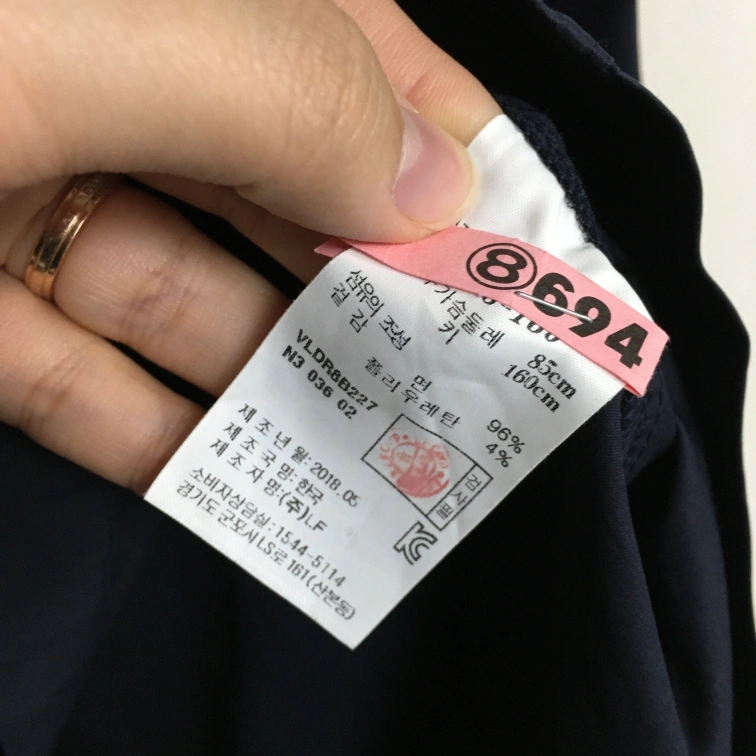 ⑧694
가슴둘레 85cm
키 160cm
섬유의 조성
겉감
면 96%
폴리우레탄 4%
VLDR8B227
N3 036 02
검사필
제조년월: 2018.05
제조국명: 한국
제조자명: (주)LF
소비자상담실: 1544-5114
경기도 군포시 LS로 161(산본동)